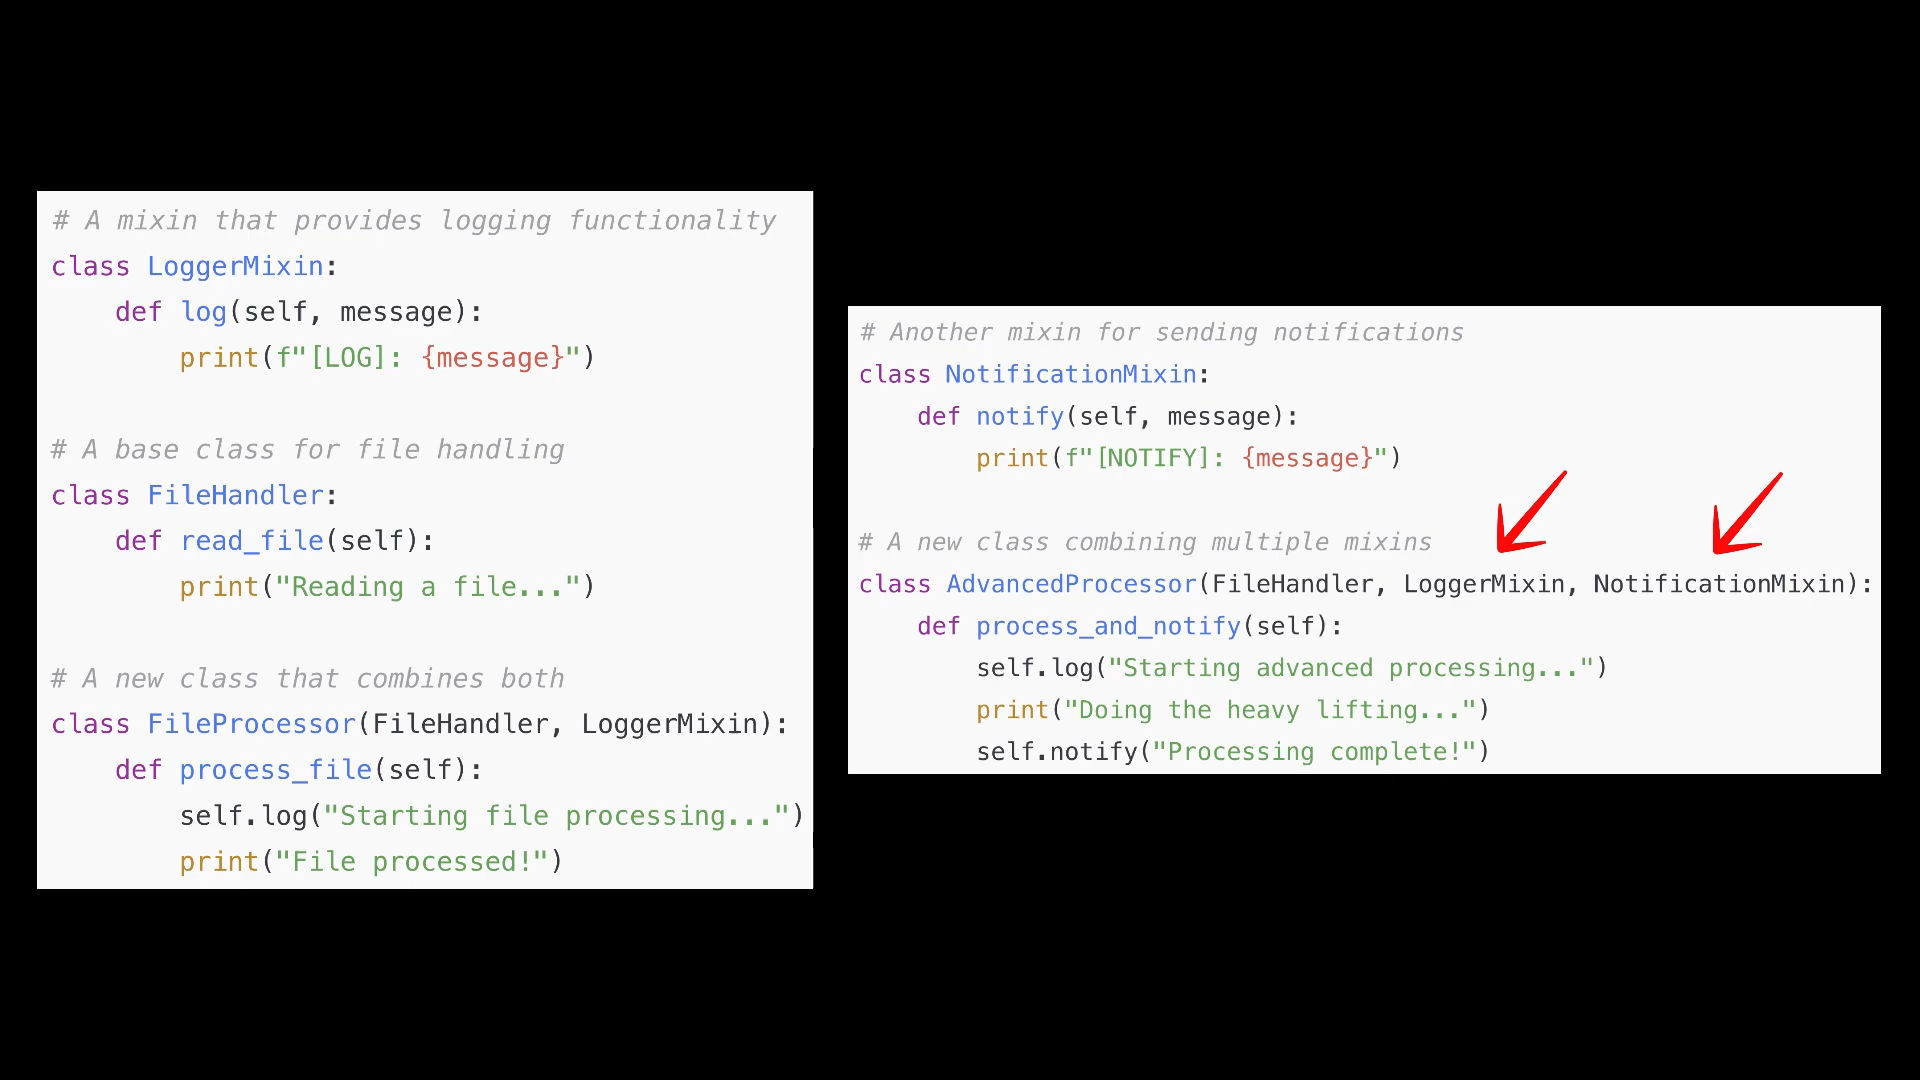 # A mixin that provides logging functionality
class LoggerMixin:
    def log(self, message):
        print(f"[LOG]: {message}")

# A base class for file handling
class FileHandler:
    def read_file(self):
        print("Reading a file...")

# A new class that combines both
class FileProcessor(FileHandler, LoggerMixin):
    def process_file(self):
        self.log("Starting file processing...")
        print("File processed!")

# Another mixin for sending notifications
class NotificationMixin:
    def notify(self, message):
        print(f"[NOTIFY]: {message}")

# A new class combining multiple mixins
class AdvancedProcessor(FileHandler, LoggerMixin, NotificationMixin):
    def process_and_notify(self):
        self.log("Starting advanced processing...")
        print("Doing the heavy lifting...")
        self.notify("Processing complete!")